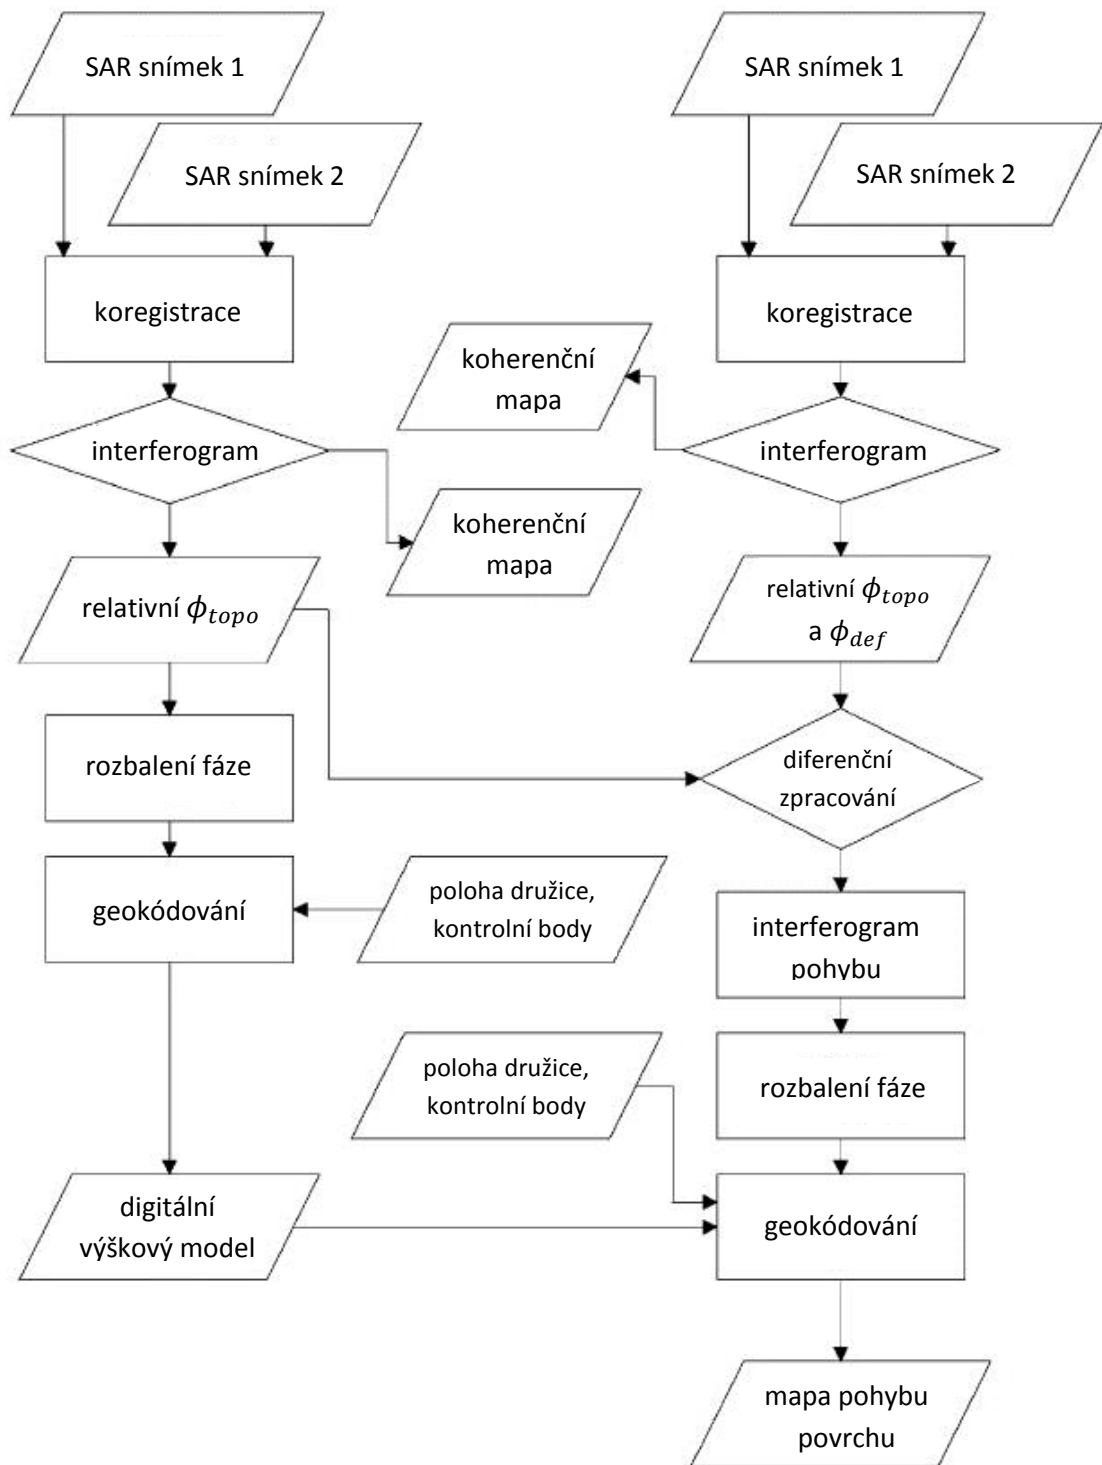 SAR snímek 1
SAR snímek 2
koregistrace
interferogram
koherenční
mapa
relativní ϕ_topo
rozbalení fáze
geokódování
poloha družice,
kontrolní body
digitální
výškový model
SAR snímek 1
SAR snímek 2
koregistrace
koherenční
mapa
interferogram
relativní ϕ_topo
a ϕ_def
diferenční
zpracování
interferogram
pohybu
rozbalení fáze
poloha družice,
kontrolní body
geokódování
mapa pohybu
povrchu